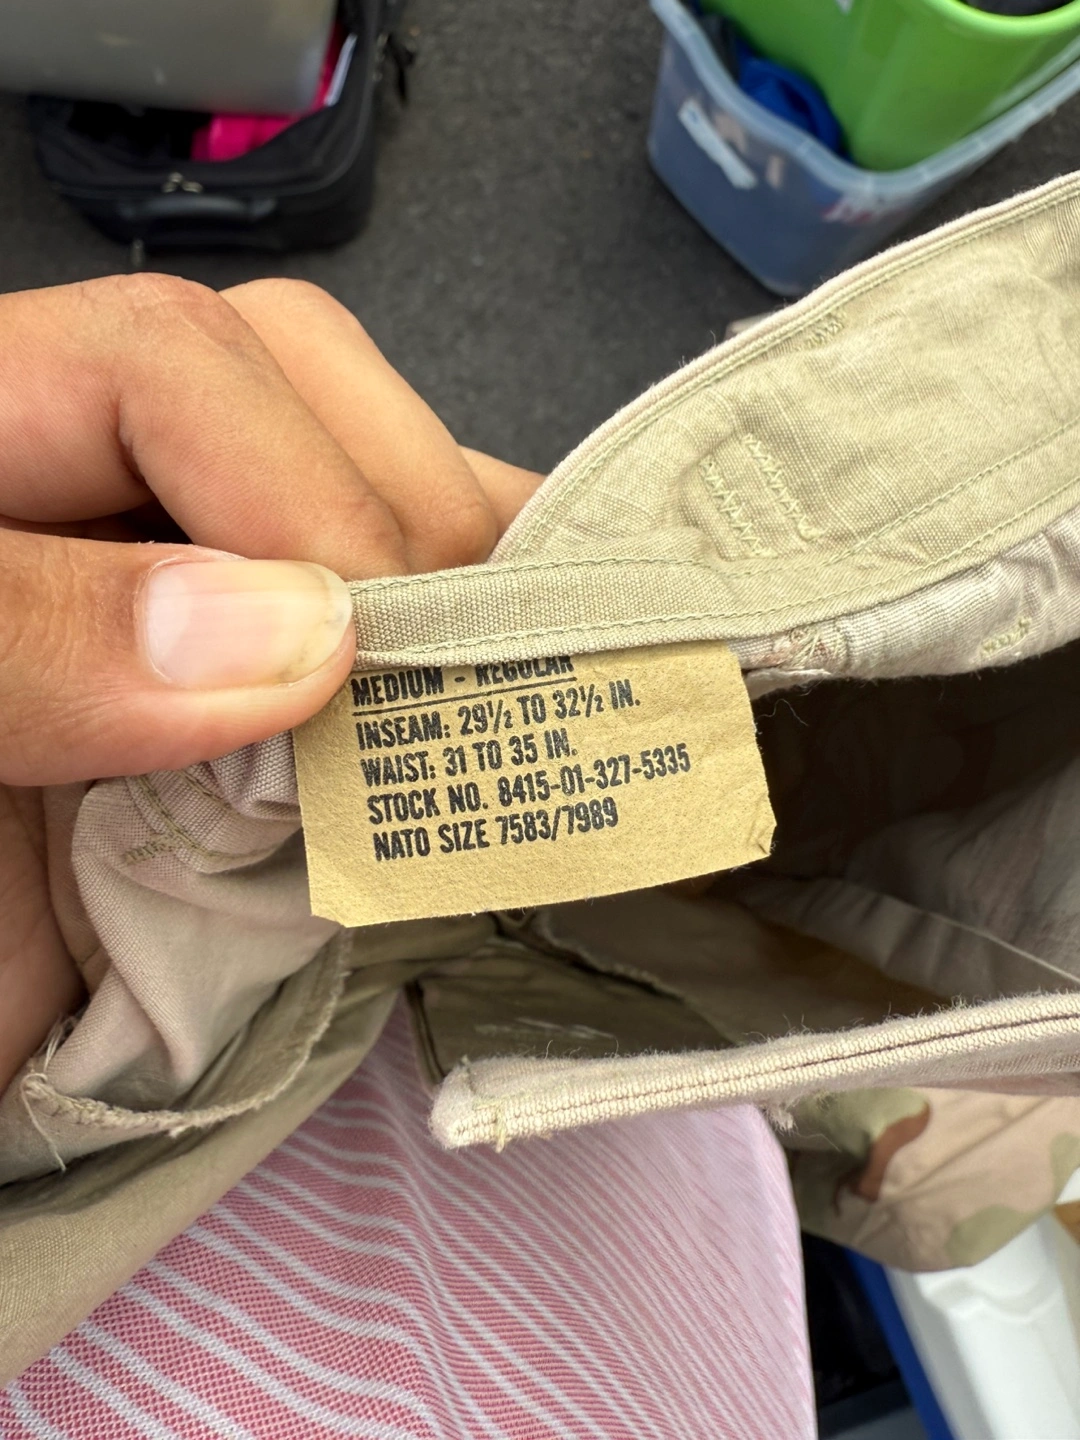 MEDIUM - REGULAR
INSEAM: 29½ TO 32½ IN.
WAIST: 31 TO 35 IN.
STOCK NO. 8415-01-327-5335
NATO SIZE 7583/7989